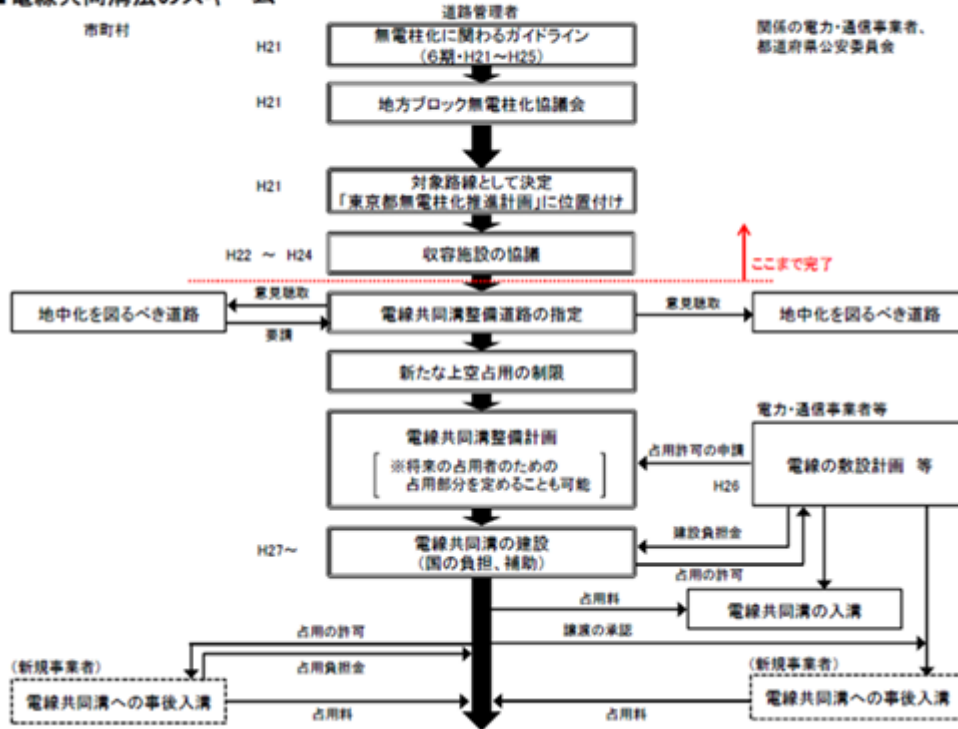 電線共同溝法のスキーム
道路管理者
市町村
関係の電力・通信事業者、
都道府県公安委員会
H21
無電柱化に関わるガイドライン
(6期・H21～H25)
H21
地方ブロック無電柱化協議会
H21
対象路線として決定
「東京都無電柱化推進計画」に位置付け
H22 ～ H24
収容施設の協議
ここまで完了
地中化を図るべき道路
意見聴取
要請
電線共同溝整備道路の指定
意見聴取
地中化を図るべき道路
新たな上空占用の制限
電力・通信事業者等
電線共同溝整備計画
※将来の占用者のための
占用部分を定めることも可能
占用許可の申請
H26
電線の敷設計画 等
H27～
電線共同溝の建設
(国の負担、補助)
建設負担金
占用の許可
占用料
電線共同溝の入溝
占用の許可
譲渡の承認
占用負担金
(新規事業者)
電線共同溝への事後入溝
占用料
占用料
(新規事業者)
電線共同溝への事後入溝